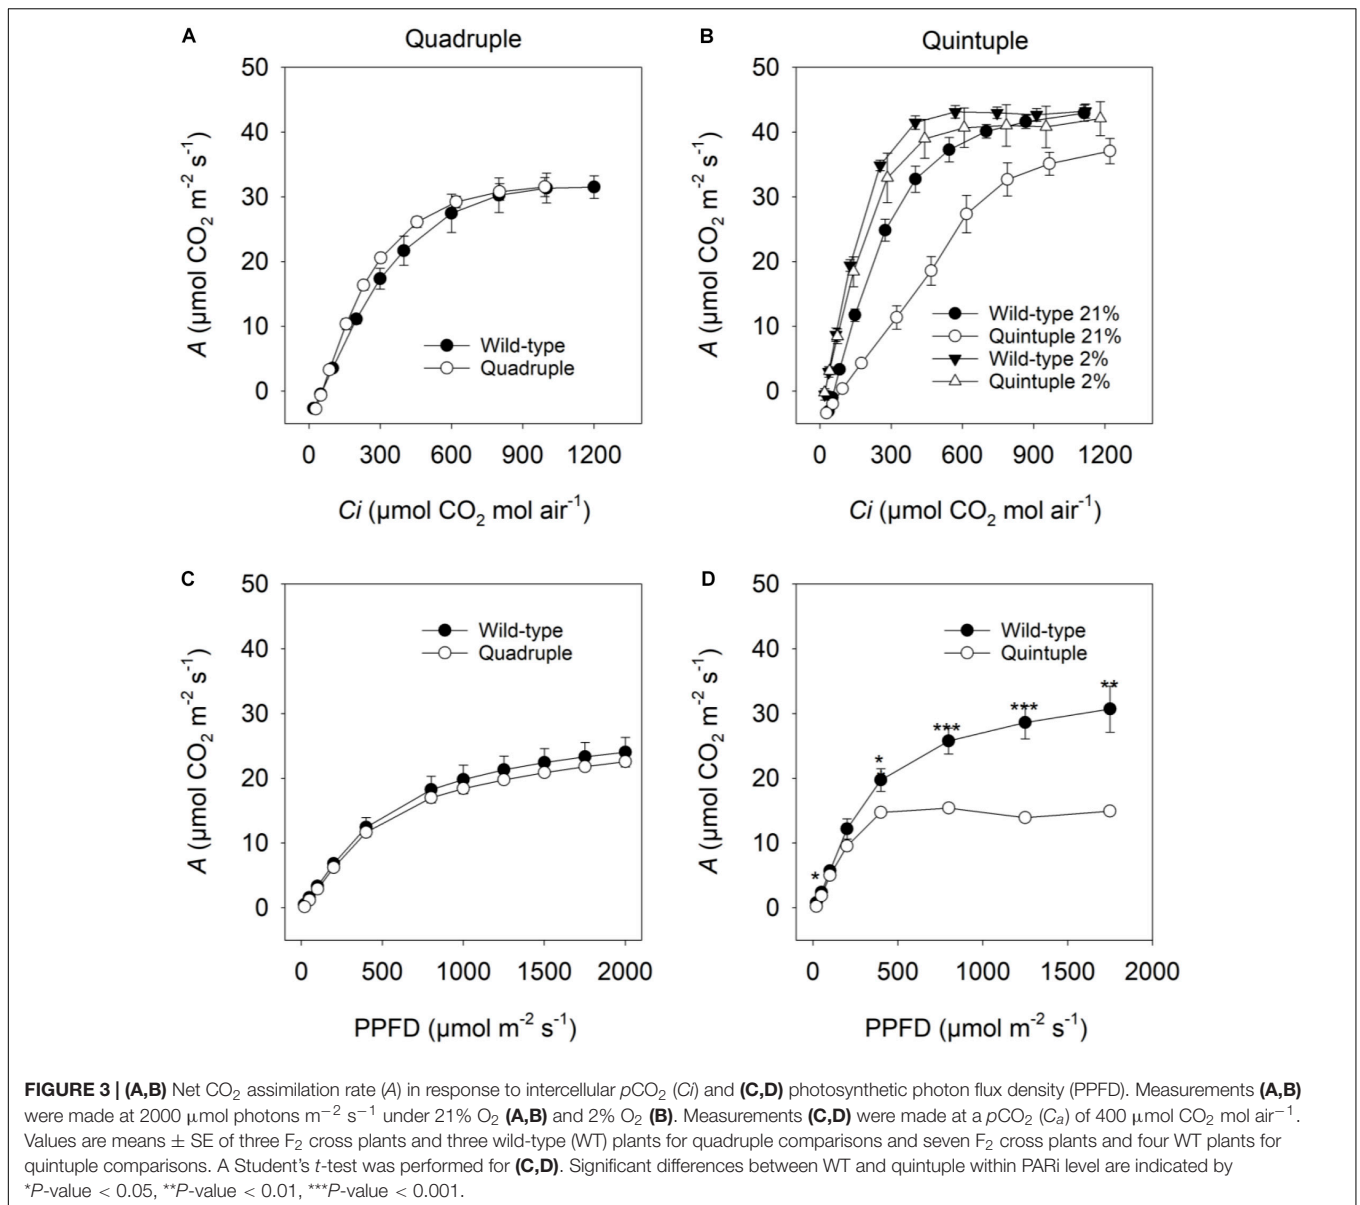 A
Quadruple
50
40
30
20
10
0
A (µmol CO2 m-2 s-1)
Wild-type
Quadruple
0 300 600 900 1200
Ci (µmol CO2 mol air-1)
B
Quintuple
50
40
30
20
10
0
A (µmol CO2 m-2 s-1)
Wild-type 21%
Quintuple 21%
Wild-type 2%
Quintuple 2%
0 300 600 900 1200
Ci (µmol CO2 mol air-1)
C
50
40
30
20
10
0
A (µmol CO2 m-2 s-1)
Wild-type
Quadruple
0 500 1000 1500 2000
PPFD (µmol m-2 s-1)
D
50
40
30
20
10
0
A (µmol CO2 m-2 s-1)
Wild-type
Quintuple
* * *** *** **
0 500 1000 1500 2000
PPFD (µmol m-2 s-1)
FIGURE 3 | (A,B) Net CO2 assimilation rate (A) in response to intercellular pCO2 (Ci) and (C,D) photosynthetic photon flux density (PPFD). Measurements (A,B)
were made at 2000 µmol photons m−2 s−1 under 21% O2 (A,B) and 2% O2 (B). Measurements (C,D) were made at a pCO2 (Ca) of 400 µmol CO2 mol air−1.
Values are means ± SE of three F2 cross plants and three wild-type (WT) plants for quadruple comparisons and seven F2 cross plants and four WT plants for
quintuple comparisons. A Student's t-test was performed for (C,D). Significant differences between WT and quintuple within PARi level are indicated by
*P-value < 0.05, **P-value < 0.01, ***P-value < 0.001.